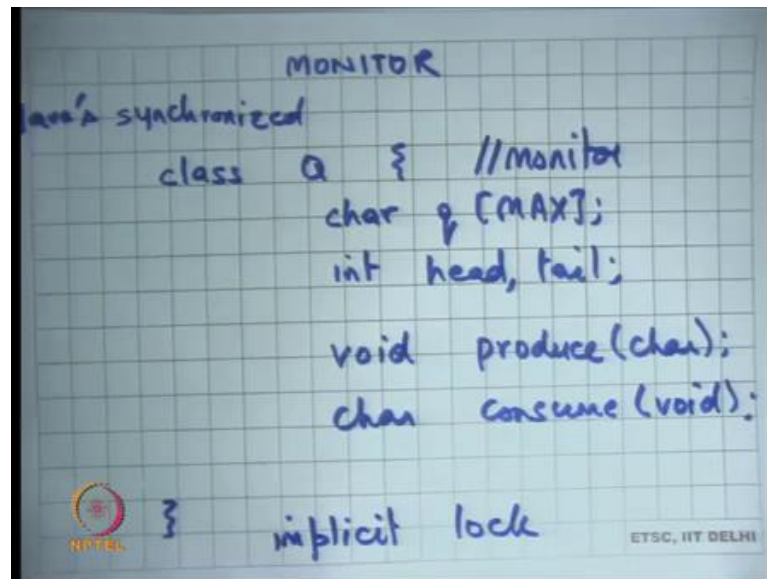 MONITOR
ava's synchronized
class Q { //monitor
char q [MAX];
int head, tail;
void produce (char);
char consume (void);
} implicit lock
NPTEL
ETSC, IIT DELHI